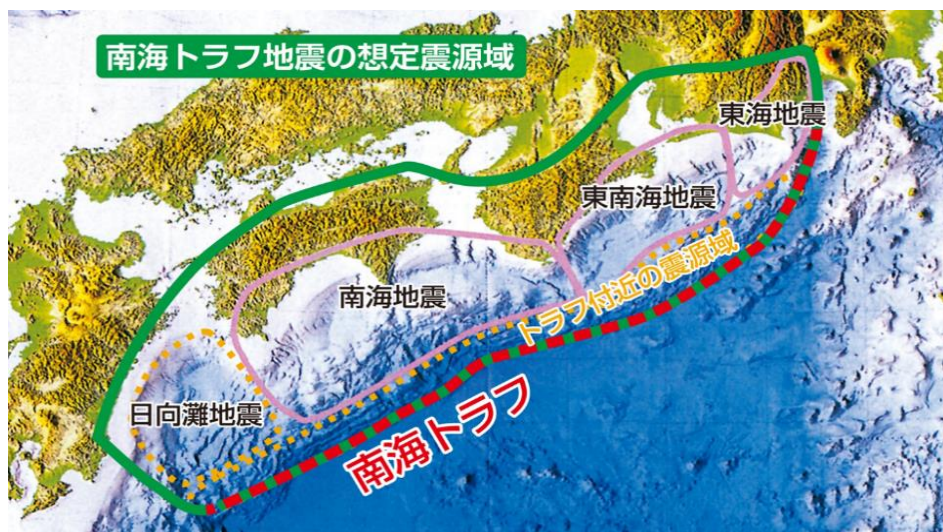 南海トラフ地震の想定震源域
東海地震
東南海地震
トラフ付近の震源域
南海地震
日向灘地震
南海トラフ